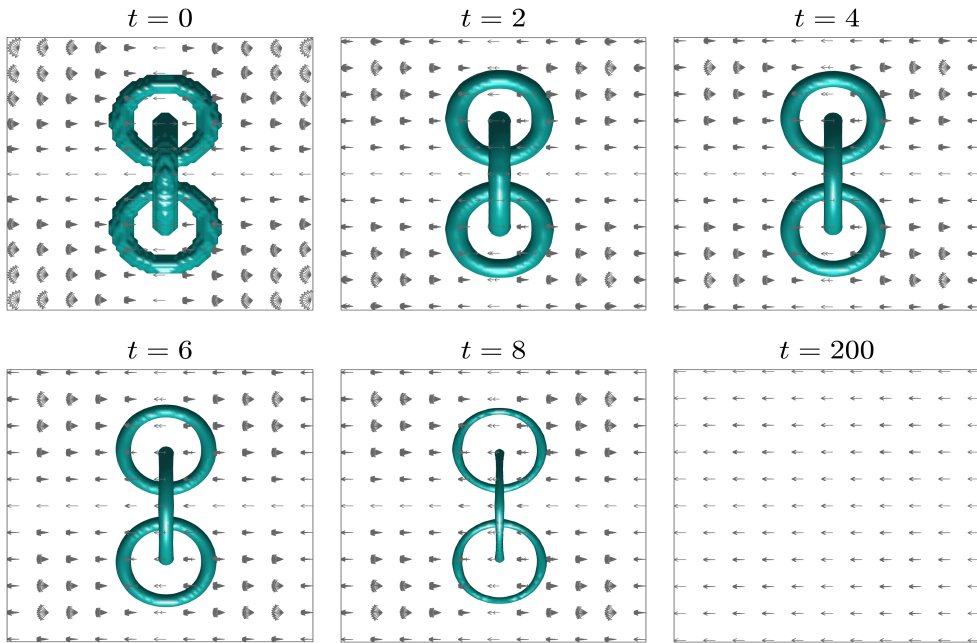 t = 0 t = 2 t = 4
t = 6 t = 8 t = 200